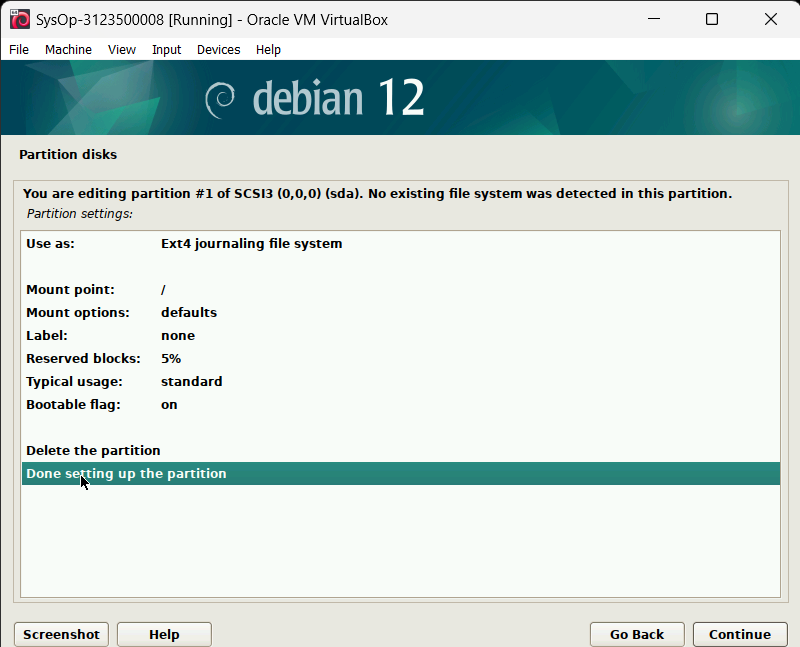 SysOp-3123500008 [Running] - Oracle VM VirtualBox
File Machine View Input Devices Help
debian 12
Partition disks
You are editing partition #1 of SCSI3 (0,0,0) (sda). No existing file system was detected in this partition.
Partition settings:
Use as: Ext4 journaling file system
Mount point: /
Mount options: defaults
Label: none
Reserved blocks: 5%
Typical usage: standard
Bootable flag: on
Delete the partition
Done setting up the partition
Screenshot Help Go Back Continue